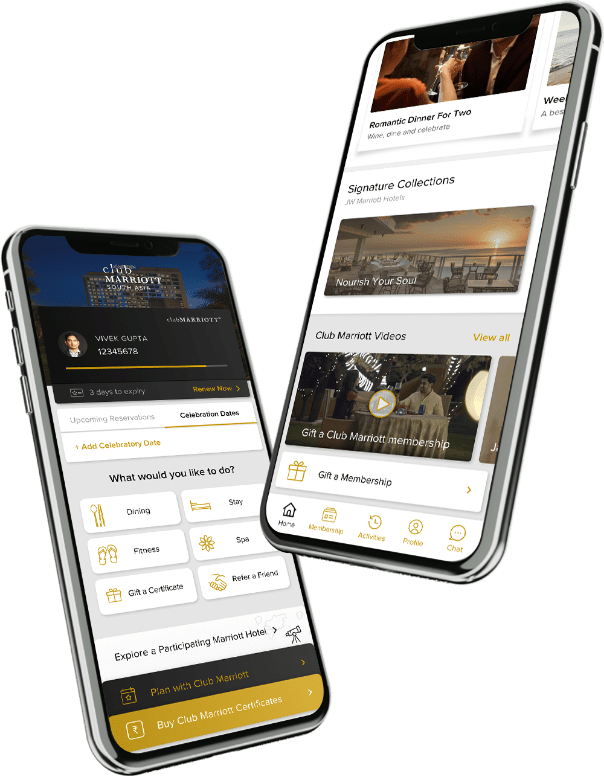 club
MARRIOTT
SOUTH ASIA
clubMARRIOTT
VIVEK GUPTA
12345678
3 days to expiry
Renew Now >
Upcoming Reservations
Celebration Dates
+ Add Celebratory Date
What would you like to do?
Dining
Stay
Fitness
Spa
Gift a Certificate
Refer a Friend
Explore a Participating Marriott Hotel >
Plan with Club Marriott >
₹ Buy Club Marriott Certificates >
Romantic Dinner For Two
Wine, dine and celebrate
Wee
A bes
Signature Collections
JW Marriott Hotels
Nourish Your Soul
Club Marriott Videos
View all
Gift a Club Marriott membership
Ja
Gift a Membership >
Home
Membership
Activities
Profile
Chat